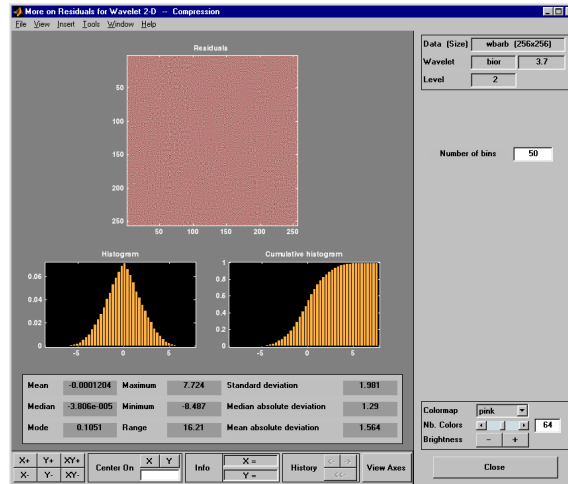 More on Residuals for Wavelet 2-D -- Compression
File View Insert Tools Window Help
Residuals
50
100
150
200
250
50 100 150 200 250
Histogram
0.06
0.04
0.02
0
-5 0 5
Cumulative histogram
1
0.8
0.6
0.4
0.2
0
-5 0 5
Mean -0.0001204 Maximum 7.724 Standard deviation 1.981
Median -3.806e-005 Minimum -8.487 Median absolute deviation 1.29
Mode 0.1051 Range 16.21 Mean absolute deviation 1.564
Data (Size) wbarb (256x256)
Wavelet bior 3.7
Level 2
Number of bins 50
Colormap pink
Nb. Colors 64
Brightness - +
X+ Y+ XY+ Center On X Y Info X = History <- -> View Axes
X- Y- XY- Y = <<-
Close